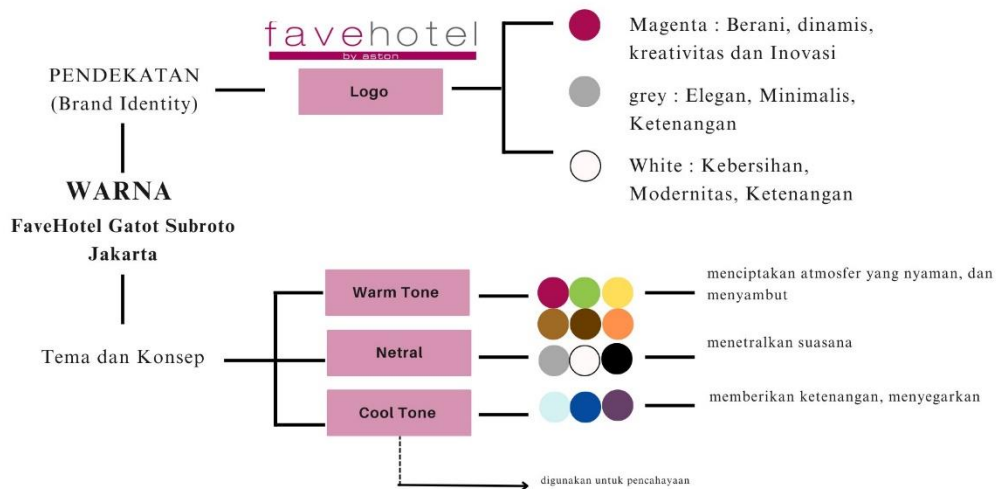 favehotel
by aston
PENDEKATAN
(Brand Identity)
Logo
Magenta : Berani, dinamis,
kreativitas dan Inovasi
grey : Elegan, Minimalis,
Ketenangan
White : Kebersihan,
Modernitas, Ketenangan
WARNA
FaveHotel Gatot Subroto
Jakarta
Tema dan Konsep
Warm Tone
menciptakan atmosfer yang nyaman, dan
menyambut
Netral
menetralkan suasana
Cool Tone
memberikan ketenangan, menyegarkan
digunakan untuk pencahayaan